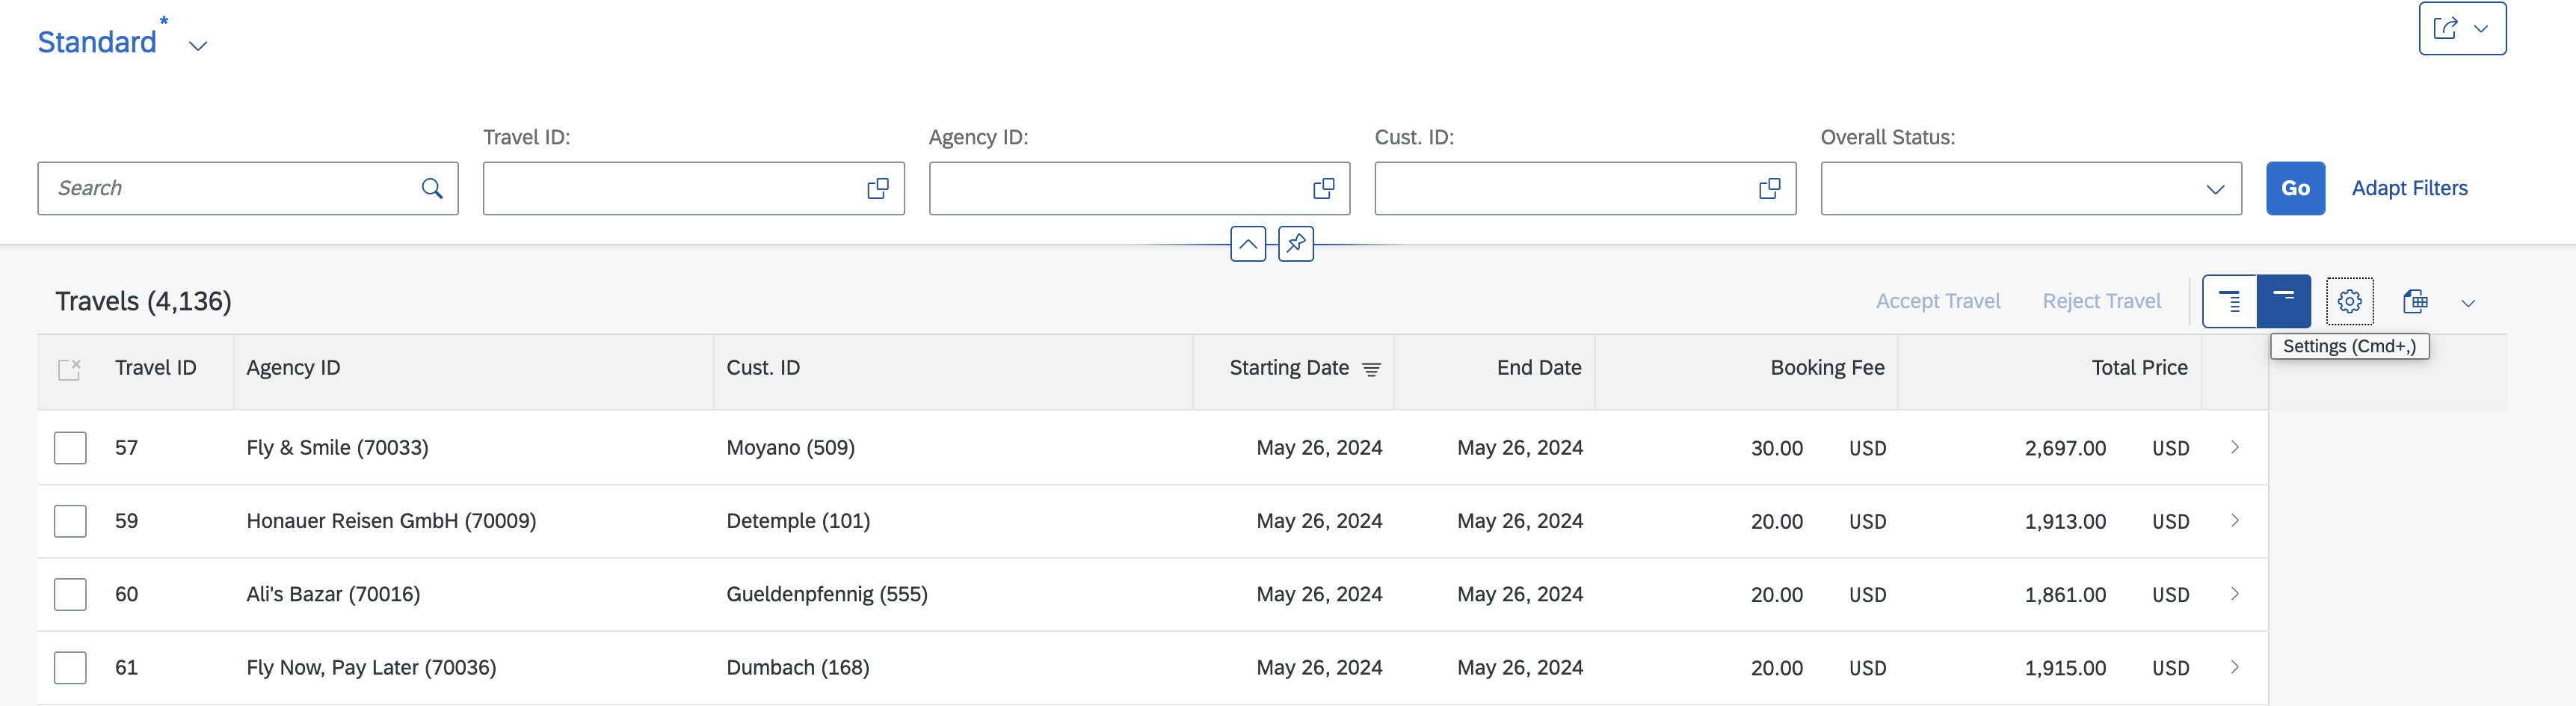 Standard *
Travel ID: Agency ID: Cust. ID: Overall Status:
Search Go Adapt Filters
Travels (4,136) Accept Travel Reject Travel
Settings (Cmd+,)
Travel ID Agency ID Cust. ID Starting Date End Date Booking Fee Total Price
57 Fly & Smile (70033) Moyano (509) May 26, 2024 May 26, 2024 30.00 USD 2,697.00 USD
59 Honauer Reisen GmbH (70009) Detemple (101) May 26, 2024 May 26, 2024 20.00 USD 1,913.00 USD
60 Ali's Bazar (70016) Gueldenpfennig (555) May 26, 2024 May 26, 2024 20.00 USD 1,861.00 USD
61 Fly Now, Pay Later (70036) Dumbach (168) May 26, 2024 May 26, 2024 20.00 USD 1,915.00 USD